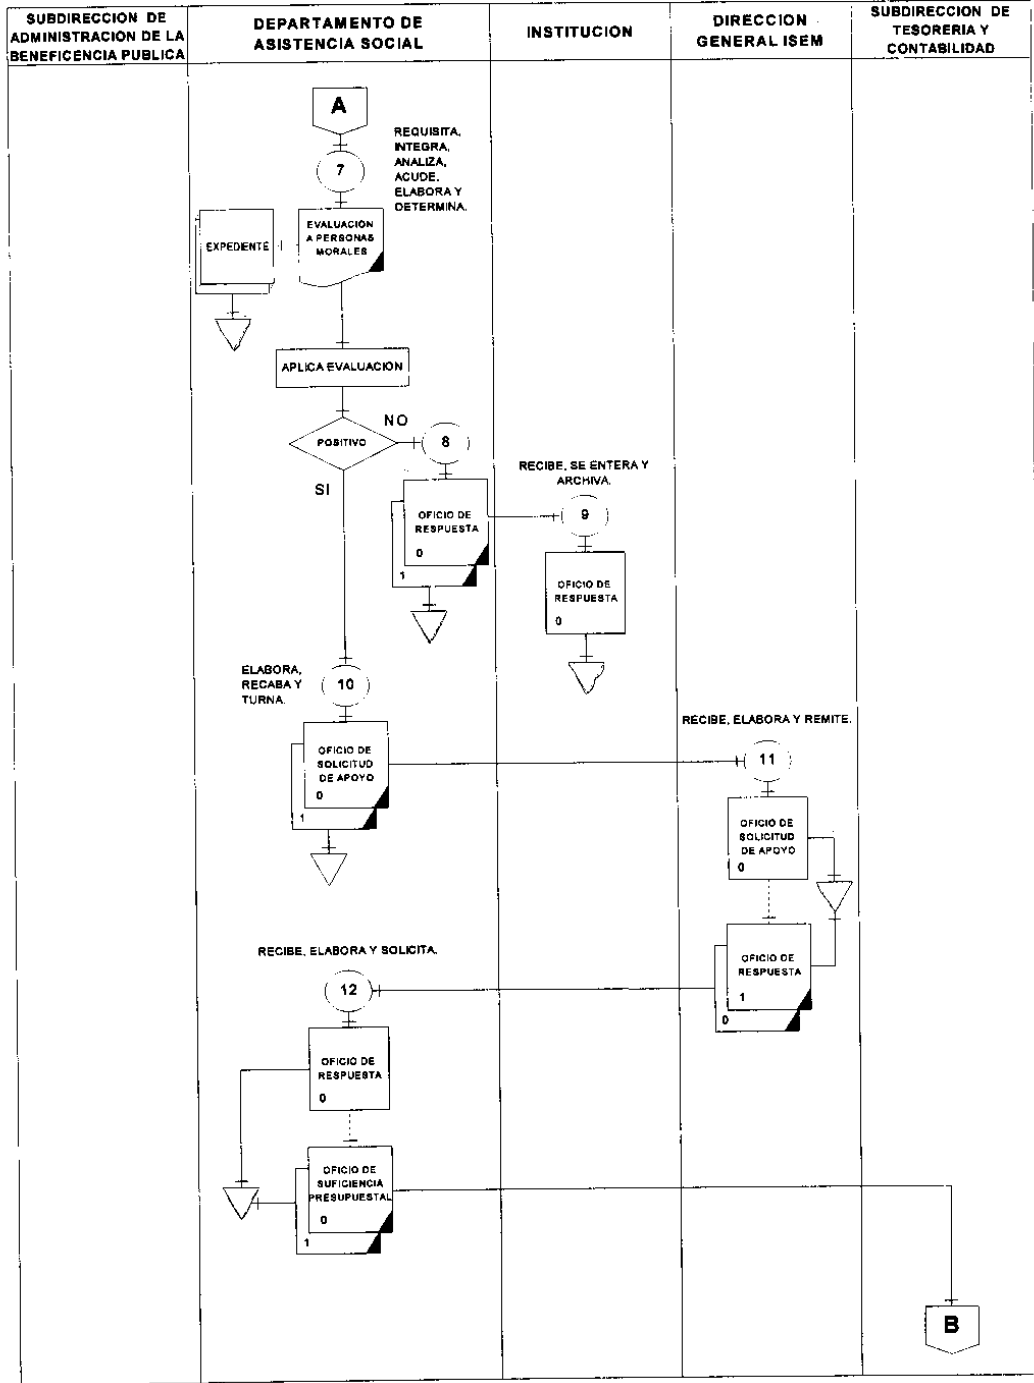 SUBDIRECCION DE
ADMINISTRACION DE LA
BENEFICENCIA PUBLICA
DEPARTAMENTO DE
ASISTENCIA SOCIAL
INSTITUCION
DIRECCION
GENERAL ISEM
SUBDIRECCION DE
TESORERIA Y
CONTABILIDAD
A
REQUISITA,
INTEGRA,
ANALIZA,
ACUDE,
ELABORA Y
DETERMINA.
7
EXPEDIENTE
EVALUACION
A PERSONAS
MORALES
APLICA EVALUACION
POSITIVO
NO
SI
8
OFICIO DE
RESPUESTA
0
1
RECIBE, SE ENTERA Y
ARCHIVA.
9
OFICIO DE
RESPUESTA
0
ELABORA,
RECABA Y
TURNA.
10
OFICIO DE
SOLICITUD
DE APOYO
0
1
RECIBE, ELABORA Y REMITE.
11
OFICIO DE
SOLICITUD
DE APOYO
0
OFICIO DE
RESPUESTA
1
0
RECIBE, ELABORA Y SOLICITA.
12
OFICIO DE
RESPUESTA
0
OFICIO DE
SUFICIENCIA
PRESUPUESTAL
0
1
B